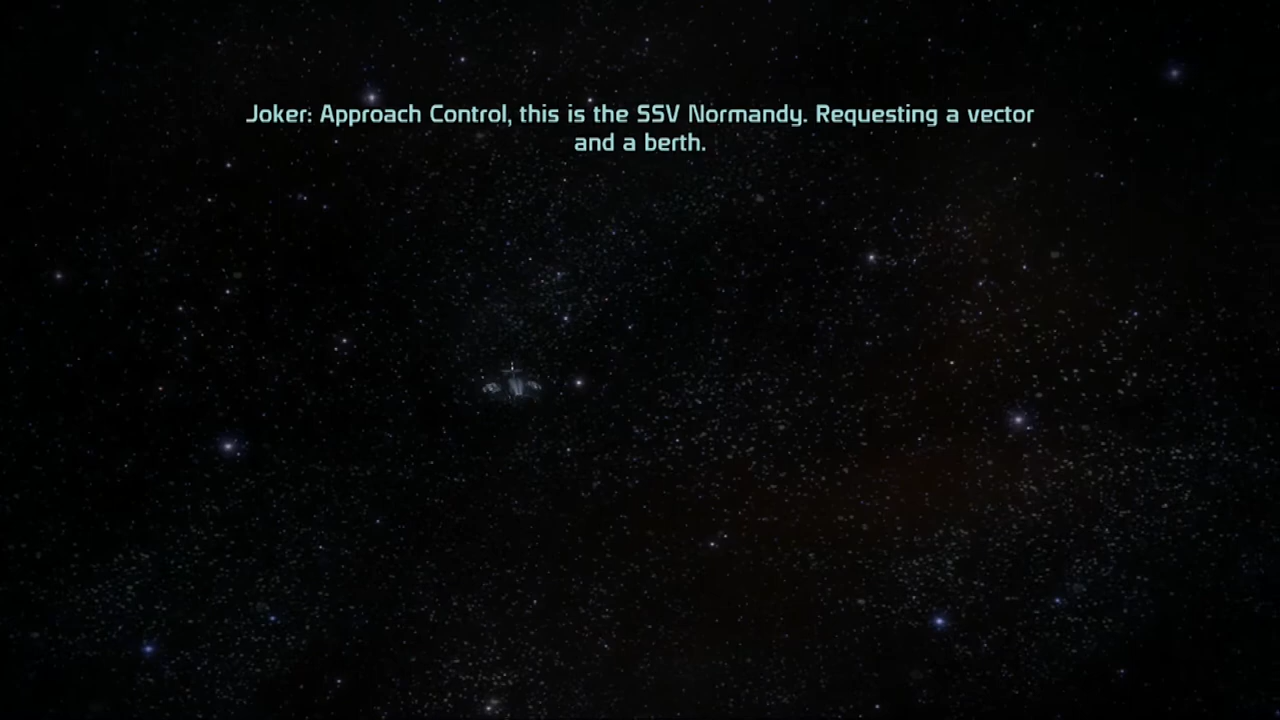 Joker: Approach Control, this is the SSV Normandy. Requesting a vector
and a berth.